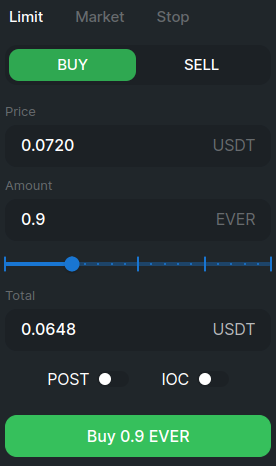 Limit Market Stop
BUY SELL
Price
0.0720 USDT
Amount
0.9 EVER
Total
0.0648 USDT
POST IOC
Buy 0.9 EVER